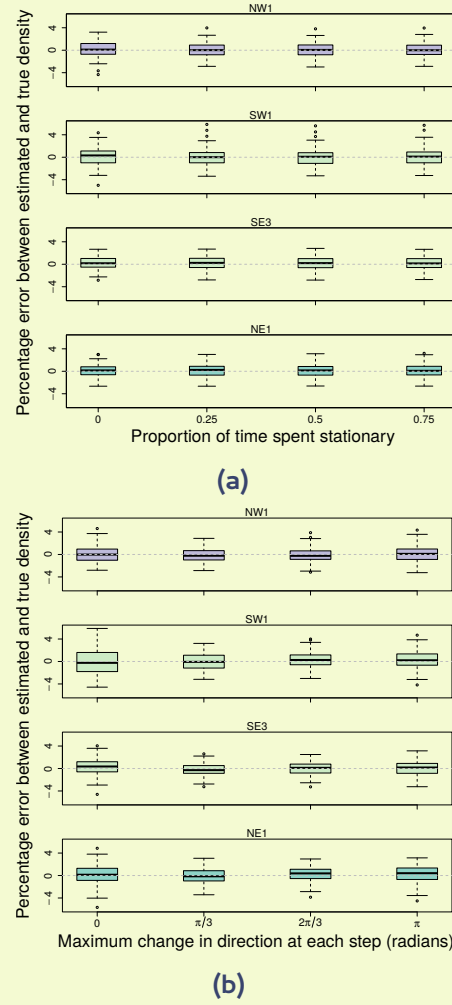 Percentage error between estimated and true density
NW1
4
0
−4
SW1
4
0
−4
SE3
4
0
−4
NE1
4
0
−4
0 0.25 0.5 0.75
Proportion of time spent stationary
(a)
Percentage error between estimated and true density
NW1
4
0
−4
SW1
4
0
−4
SE3
4
0
−4
NE1
4
0
−4
0 π/3 2π/3 π
Maximum change in direction at each step (radians)
(b)